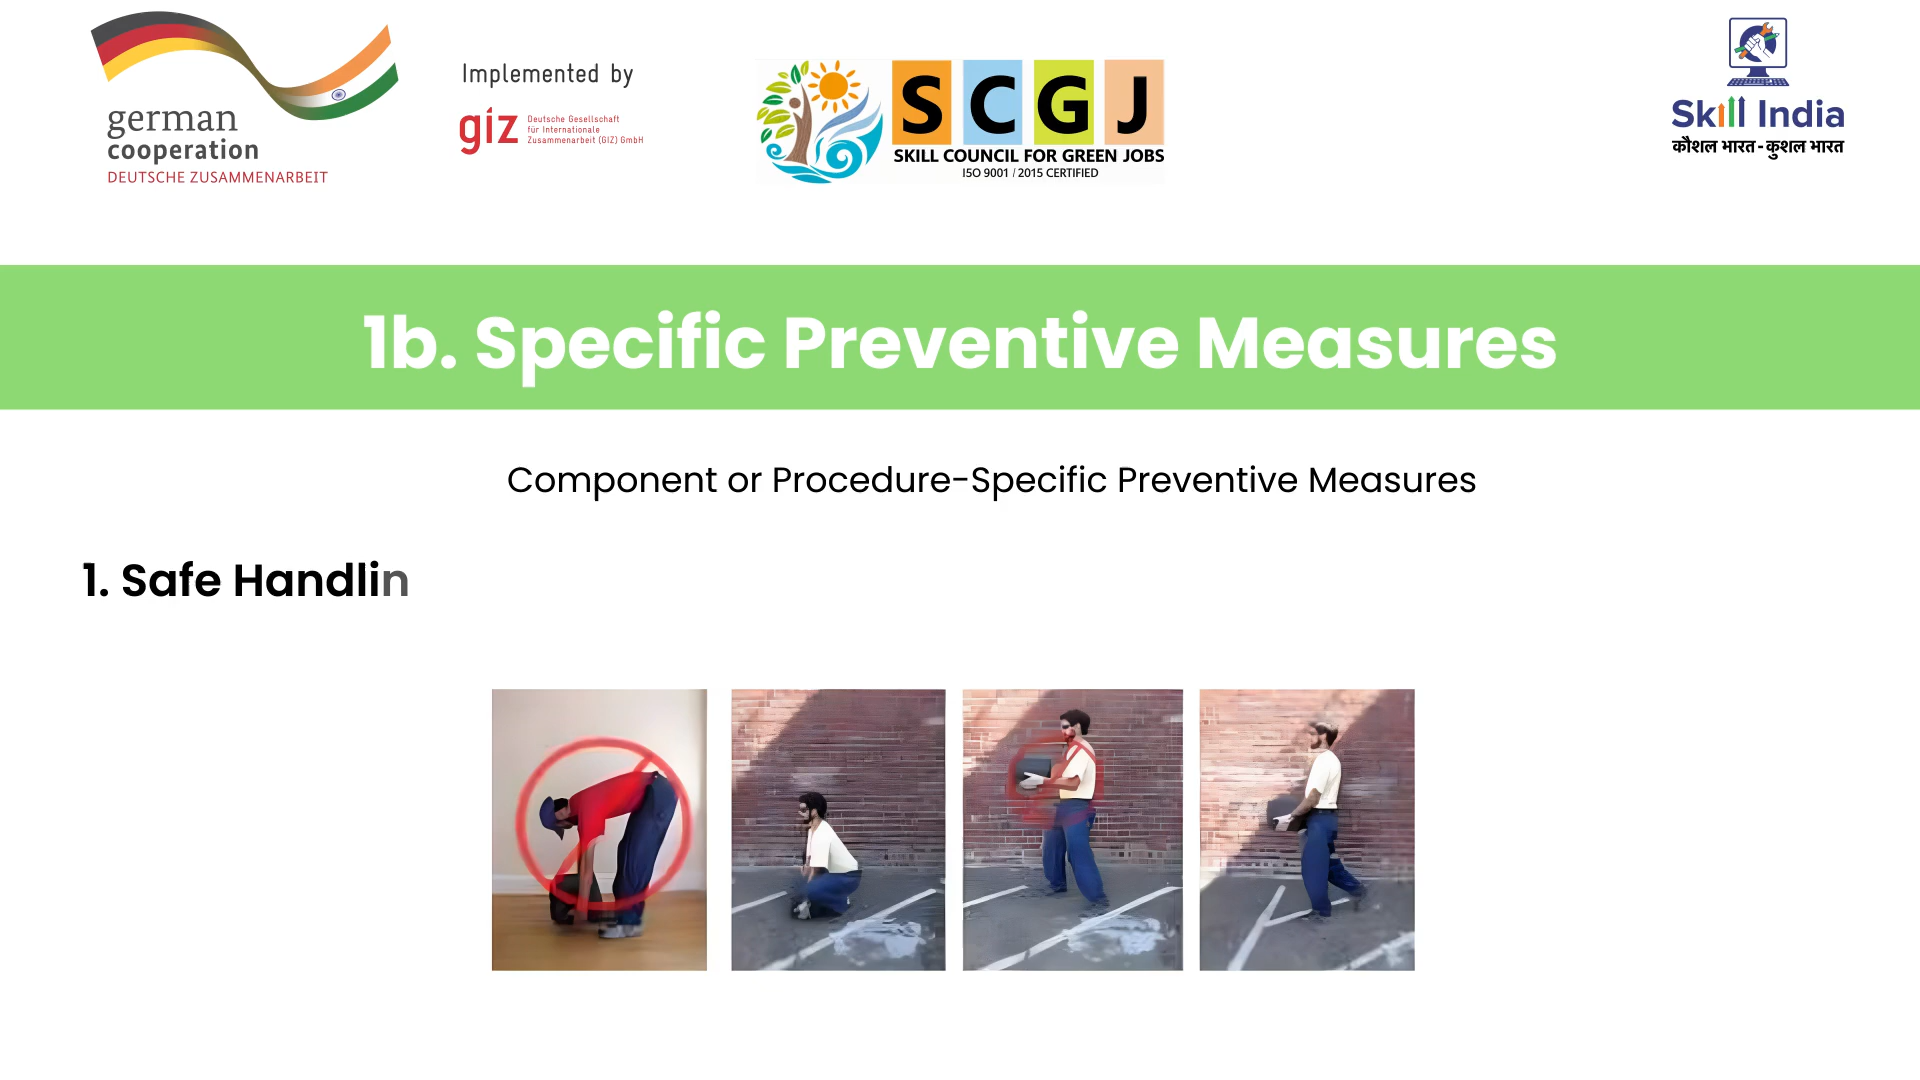 german
cooperation
DEUTSCHE ZUSAMMENARBEIT
Implemented by
giz
Deutsche Gesellschaft
für Internationale
Zusammenarbeit (GIZ) GmbH
SCGJ
SKILL COUNCIL FOR GREEN JOBS
ISO 9001 / 2015 CERTIFIED
Skill India
कौशल भारत-कुशल भारत
1b. Specific Preventive Measures
Component or Procedure-Specific Preventive Measures
1. Safe Handlin